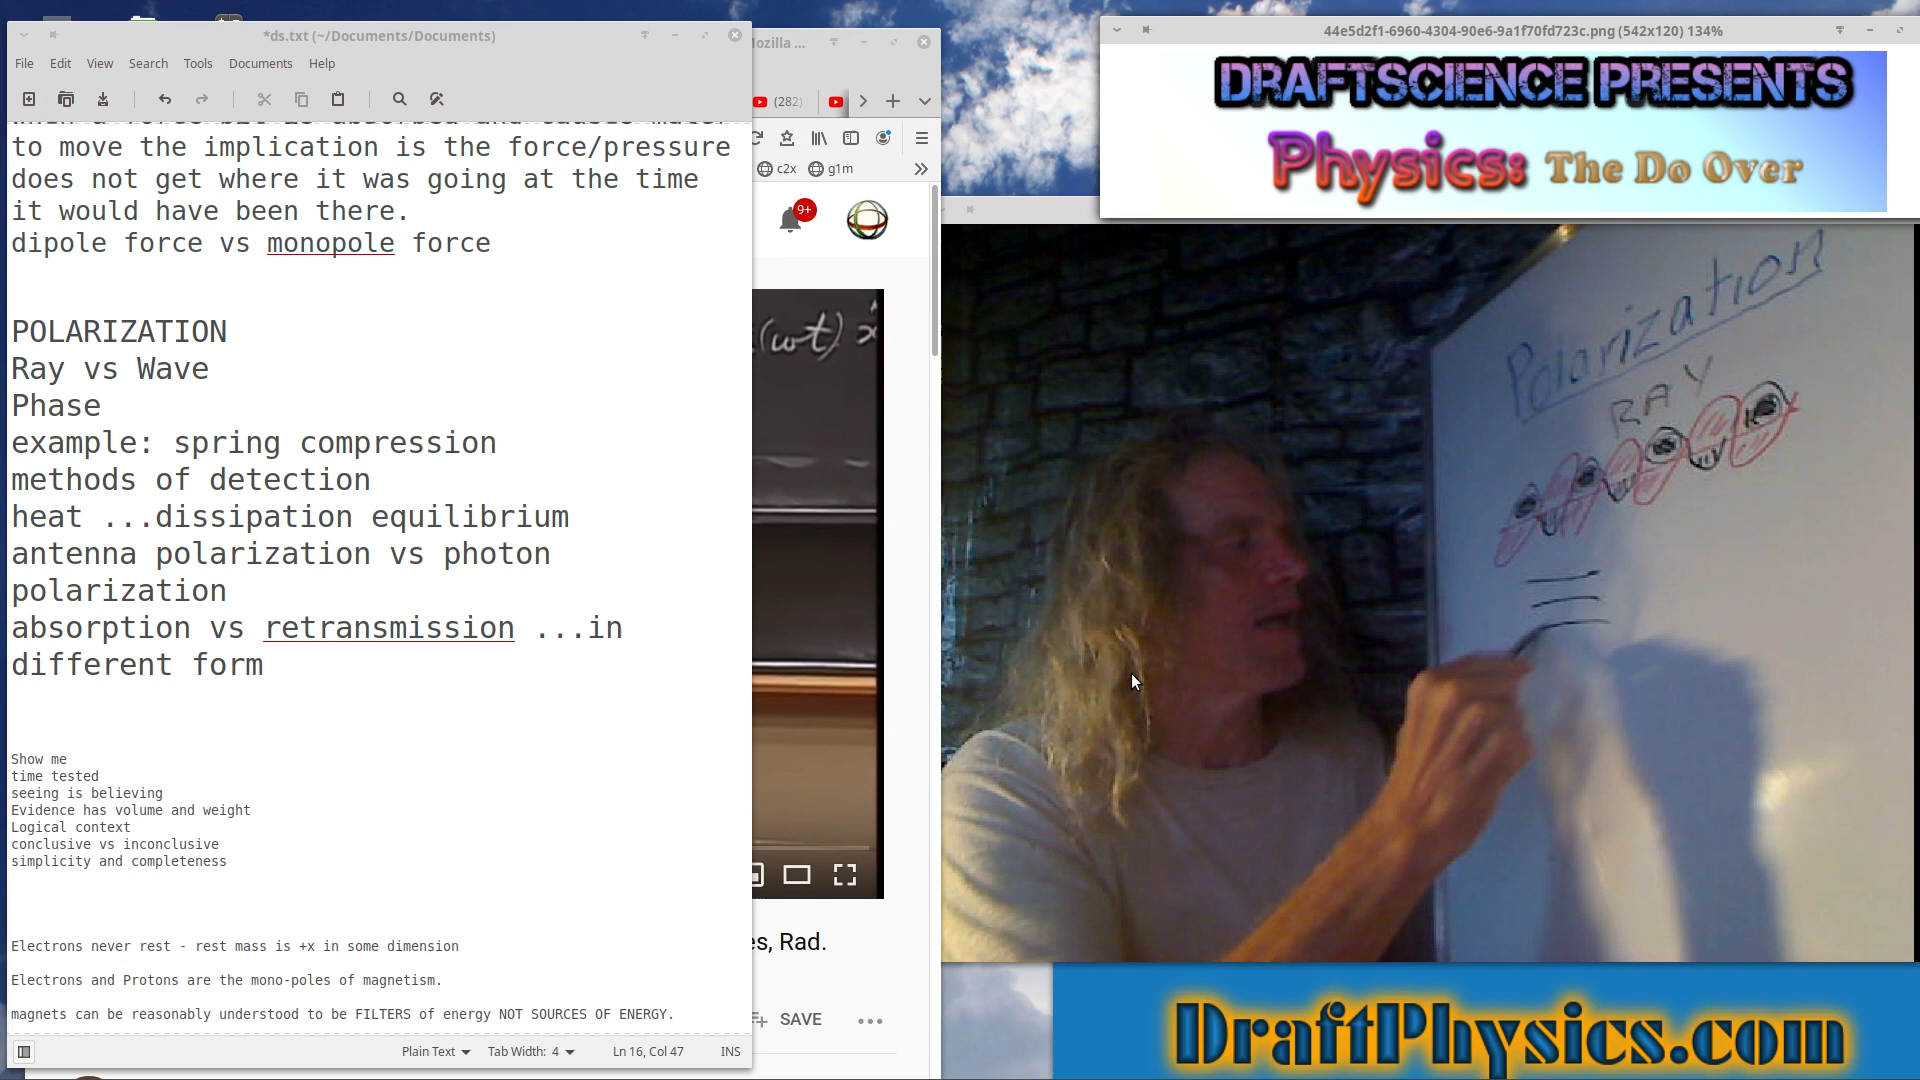 *ds.txt (~/Documents/Documents)
File Edit View Search Tools Documents Help
to move the implication is the force/pressure
does not get where it was going at the time
it would have been there.
dipole force vs monopole force
POLARIZATION
Ray vs Wave
Phase
example: spring compression
methods of detection
heat ...dissipation equilibrium
antenna polarization vs photon
polarization
absorption vs retransmission ...in
different form
Show me
time tested
seeing is believing
Evidence has volume and weight
Logical context
conclusive vs inconclusive
simplicity and completeness
Electrons never rest - rest mass is +x in some dimension
Electrons and Protons are the mono-poles of magnetism.
magnets can be reasonably understood to be FILTERS of energy NOT SOURCES OF ENERGY.
Plain Text Tab Width: 4 Ln 16, Col 47 INS
ozilla ...
(282)
c2x g1m
9+
(ωt) x̂
es, Rad.
SAVE
44e5d2f1-6960-4304-90e6-9a1f70fd723c.png (542x120) 134%
DRAFTSCIENCE PRESENTS
Physics: The Do Over
Polarization
RAY
DraftPhysics.com